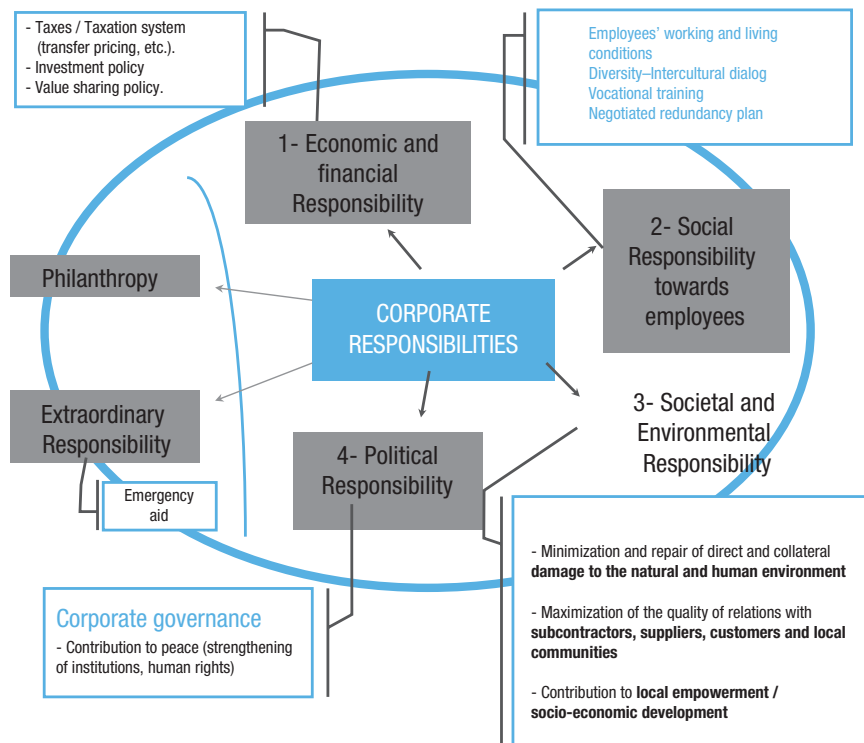 - Taxes / Taxation system
(transfer pricing, etc.).
- Investment policy
- Value sharing policy.
Employees' working and living
conditions
Diversity–Intercultural dialog
Vocational training
Negotiated redundancy plan
1- Economic and
financial
Responsibility
2- Social
Responsibility
towards
employees
Philanthropy
CORPORATE
RESPONSIBILITIES
Extraordinary
Responsibility
3- Societal and
Environmental
Responsibility
4- Political
Responsibility
Emergency
aid
- Minimization and repair of direct and collateral
damage to the natural and human environment
- Maximization of the quality of relations with
subcontractors, suppliers, customers and local
communities
- Contribution to local empowerment /
socio-economic development
Corporate governance
- Contribution to peace (strengthening
of institutions, human rights)